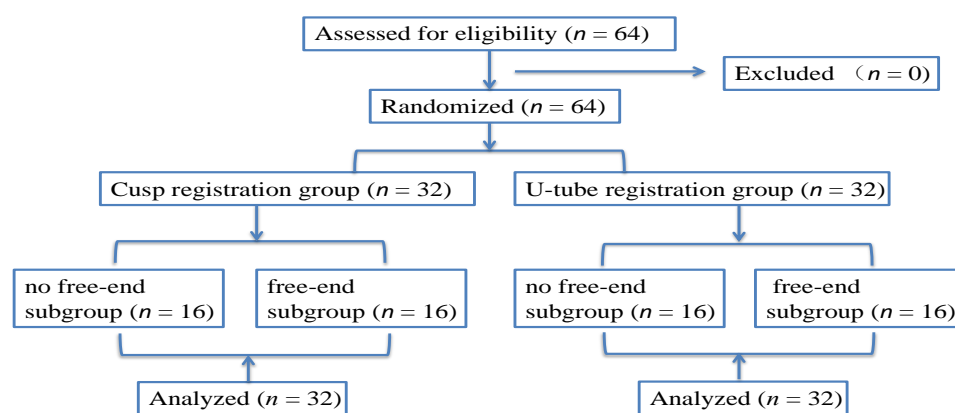 Assessed for eligibility (n = 64)
Excluded （n = 0)
Randomized (n = 64)
Cusp registration group (n = 32)
U-tube registration group (n = 32)
no free-end
subgroup (n = 16)
free-end
subgroup (n = 16)
no free-end
subgroup (n = 16)
free-end
subgroup (n = 16)
Analyzed (n = 32)
Analyzed (n = 32)